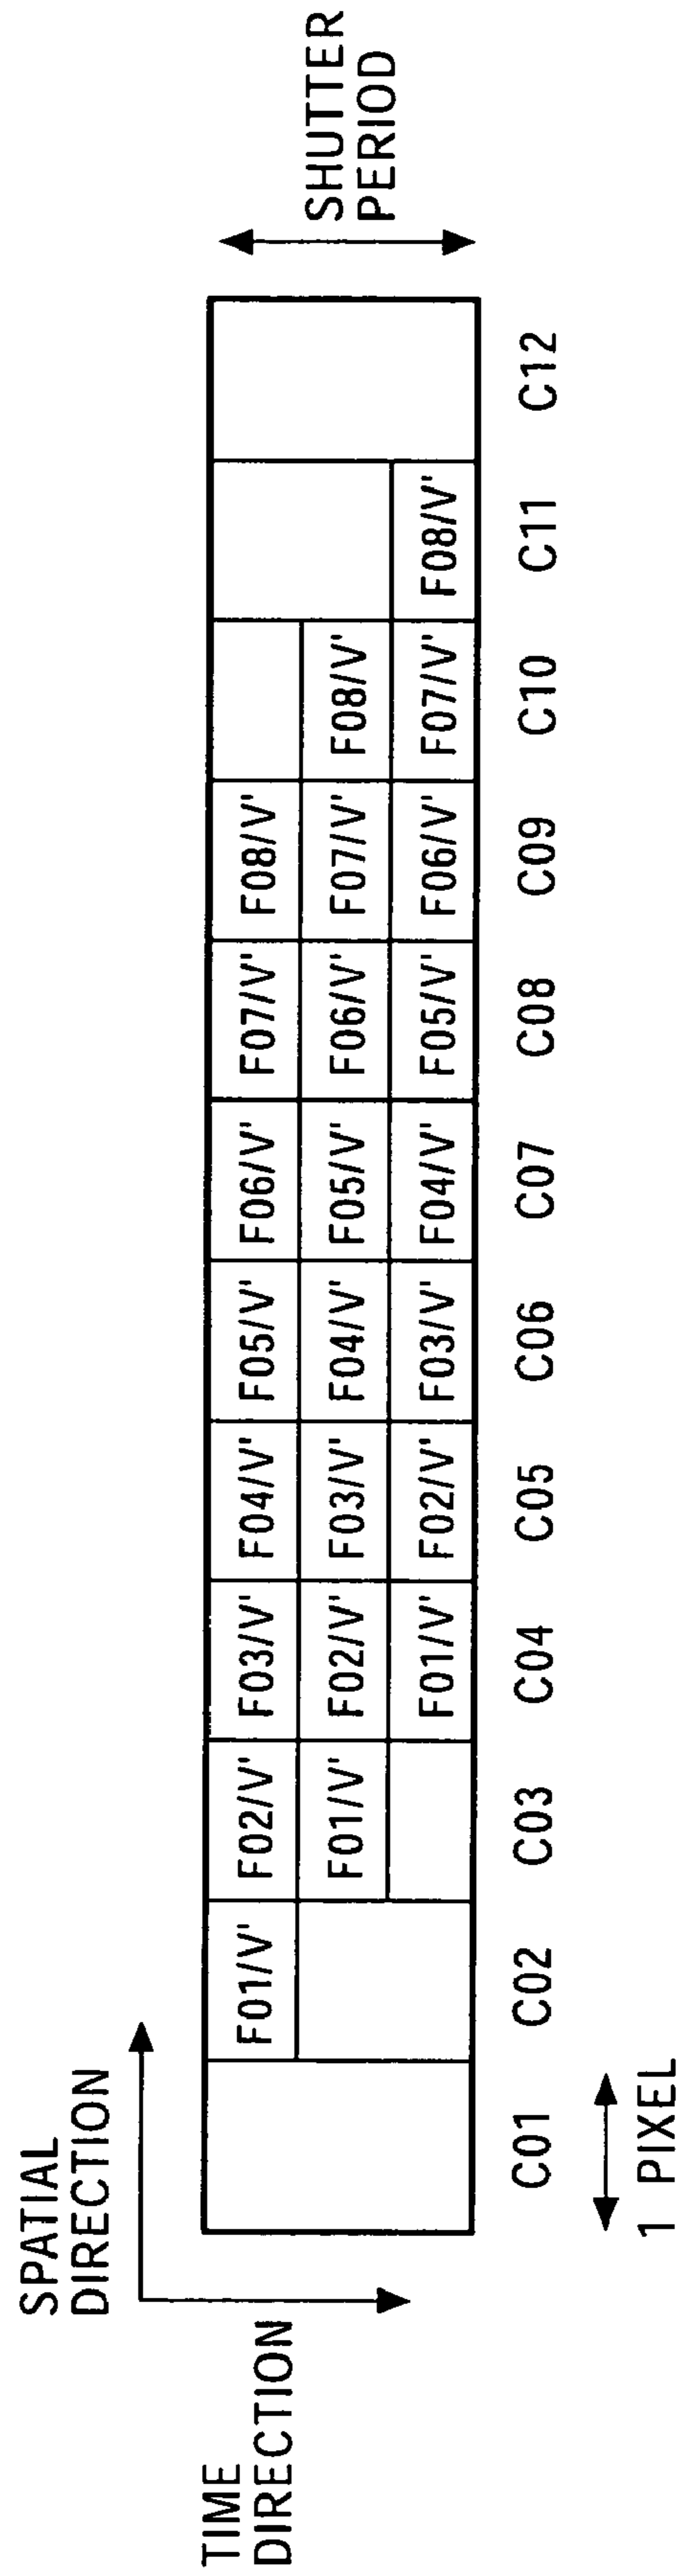 SPATIAL
DIRECTION
TIME
DIRECTION
F01/V' F02/V' F03/V' F04/V' F05/V' F06/V' F07/V' F08/V'
F01/V' F02/V' F03/V' F04/V' F05/V' F06/V' F07/V' F08/V'
F01/V' F02/V' F03/V' F04/V' F05/V' F06/V' F07/V' F08/V'
SHUTTER
PERIOD
C01 C02 C03 C04 C05 C06 C07 C08 C09 C10 C11 C12
1 PIXEL